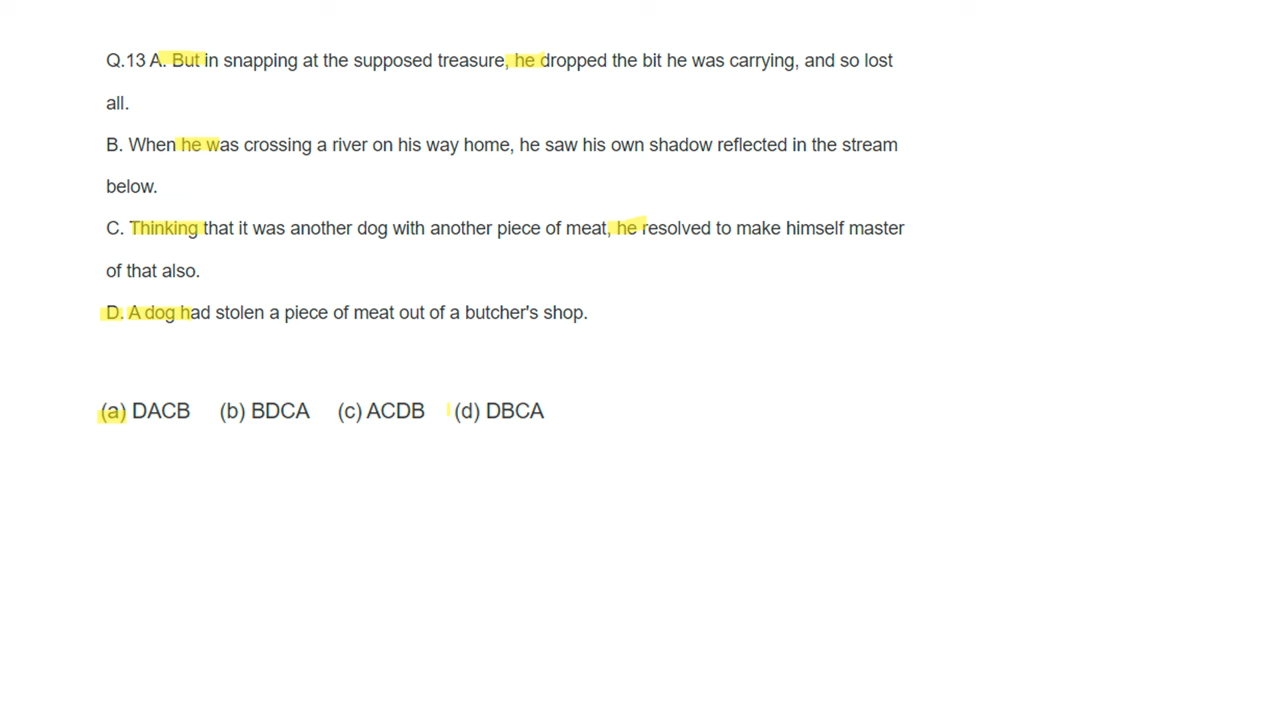 Q.13 A. But in snapping at the supposed treasure, he dropped the bit he was carrying, and so lost
all.
B. When he was crossing a river on his way home, he saw his own shadow reflected in the stream
below.
C. Thinking that it was another dog with another piece of meat, he resolved to make himself master
of that also.
D. A dog had stolen a piece of meat out of a butcher's shop.
(a) DACB (b) BDCA (c) ACDB (d) DBCA